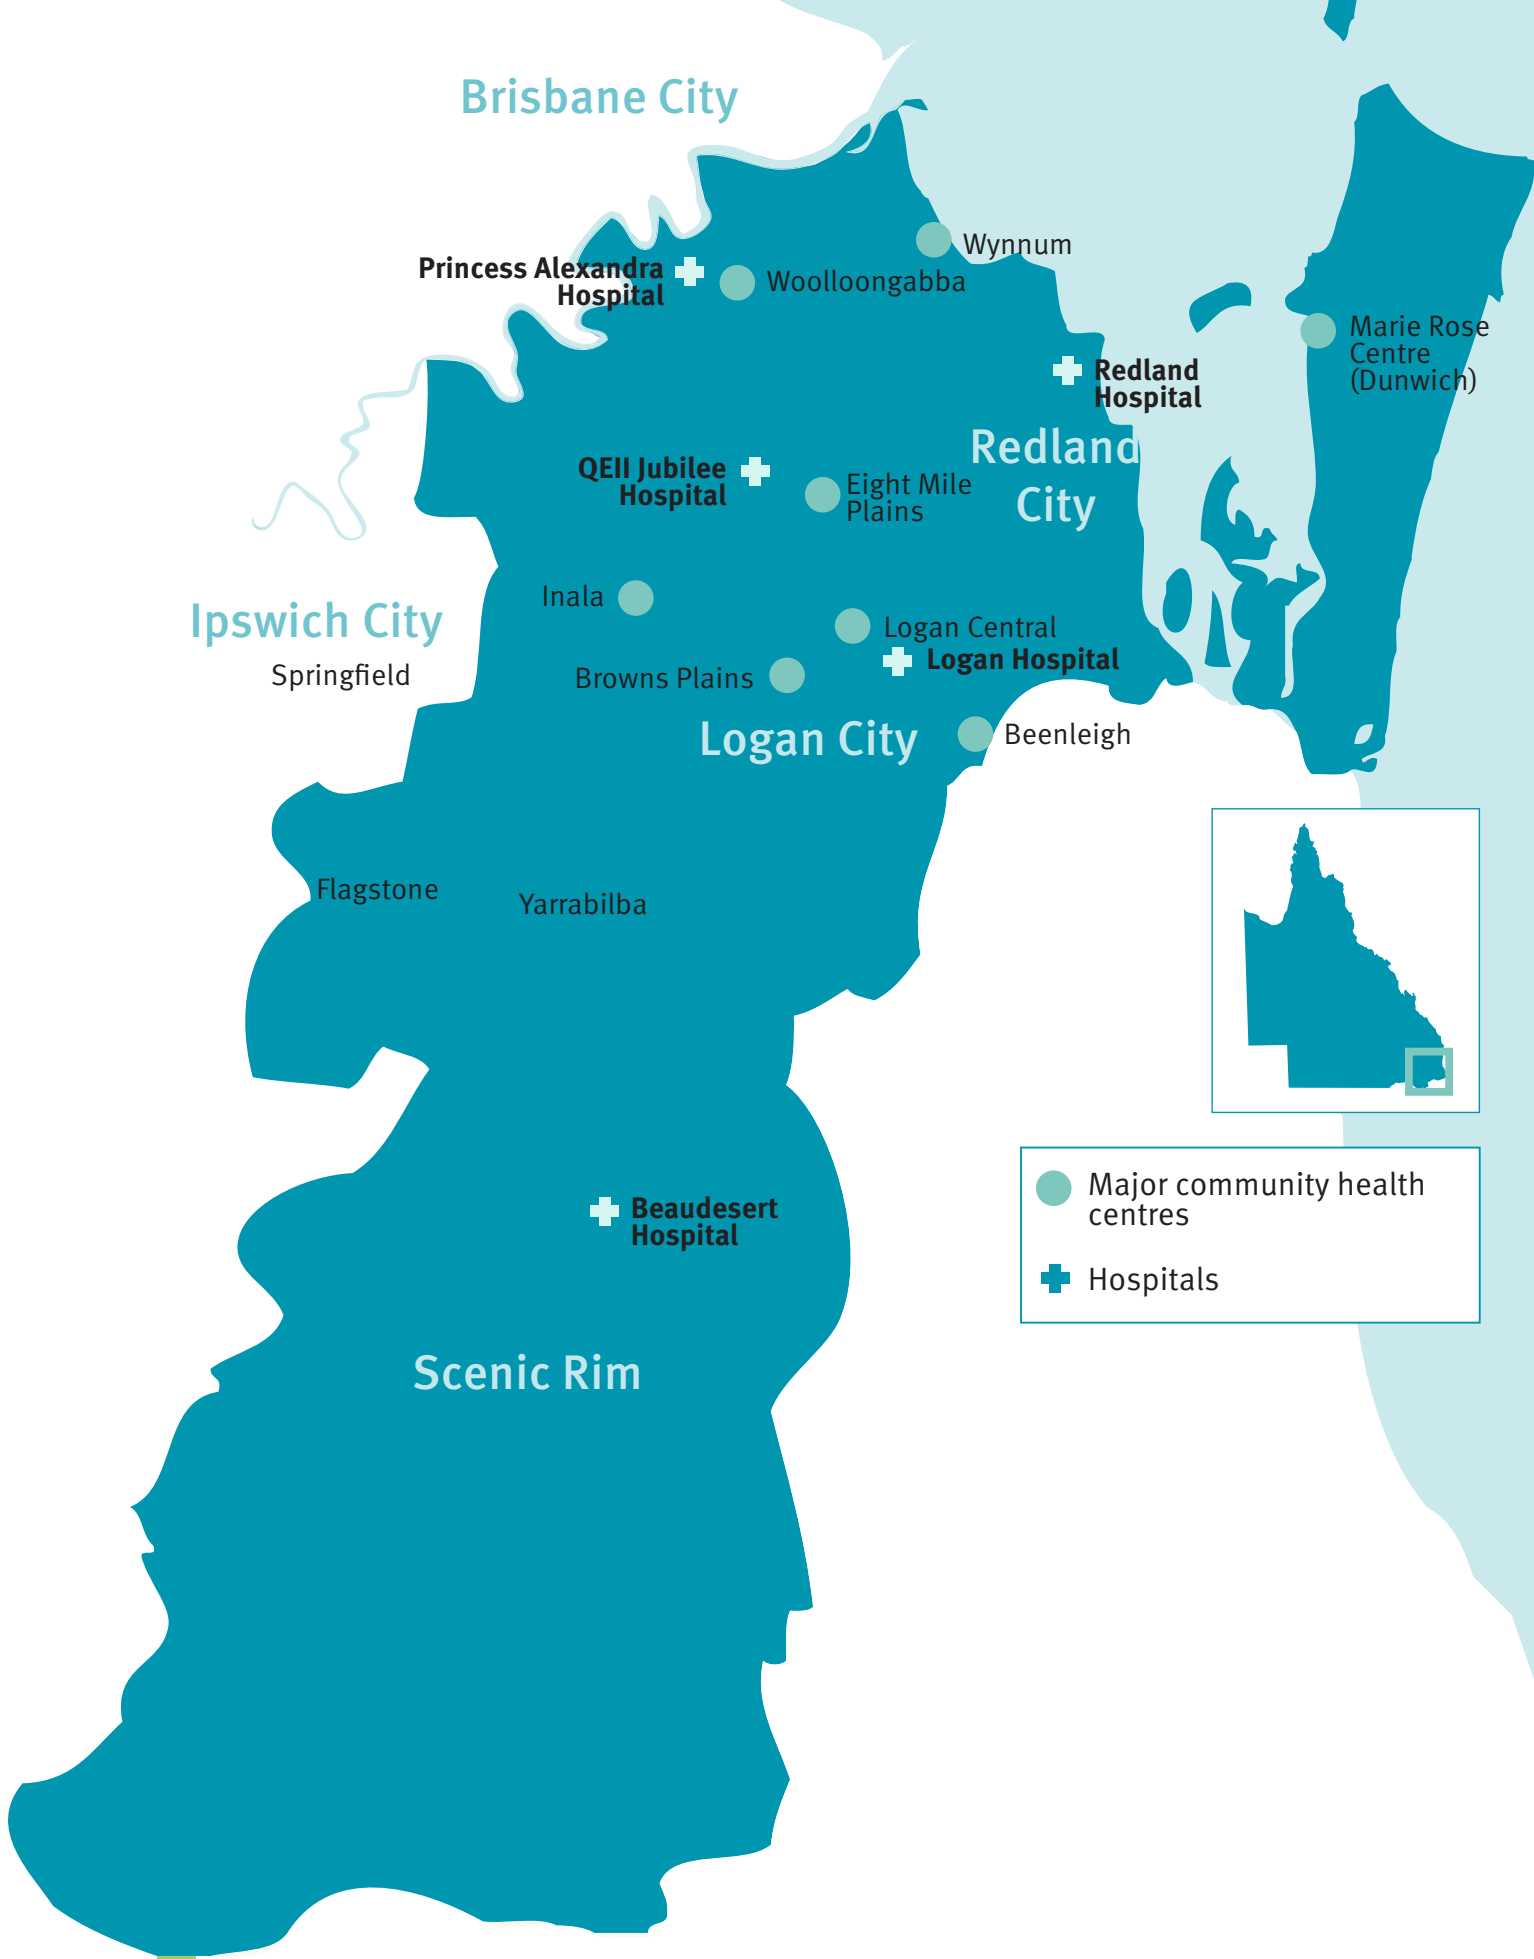 Brisbane City
Wynnum
Princess Alexandra
Hospital
Woolloongabba
Marie Rose
Centre
(Dunwich)
Redland
Hospital
Redland
City
QEII Jubilee
Hospital
Eight Mile
Plains
Inala
Ipswich City
Springfield
Logan Central
Logan Hospital
Browns Plains
Logan City
Beenleigh
Flagstone
Yarrabilba
Major community health
centres
Hospitals
Beaudesert
Hospital
Scenic Rim